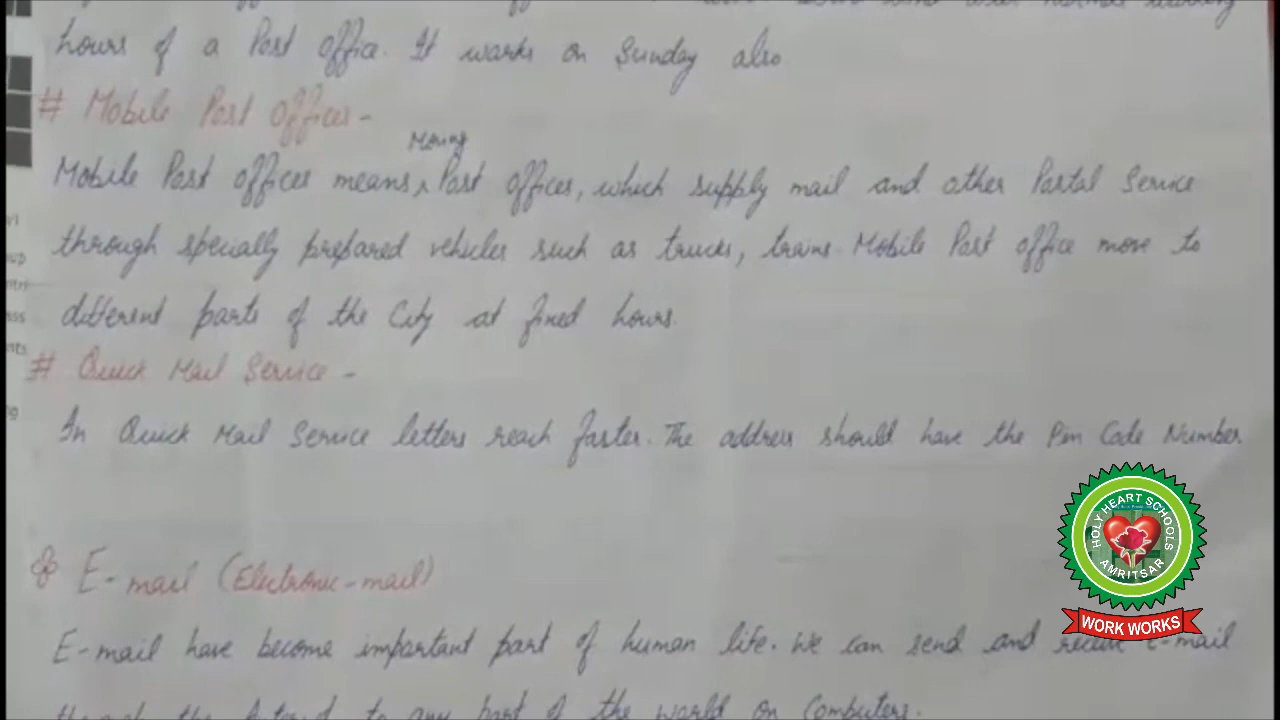 hours of a Post office. It works on Sunday also
# Mobile Post Offices -
Moving
Mobile Post offices means Post offices, which supply mail and other Postal Service
through specially prepared vehicles such as trucks, trains. Mobile Post office move to
different parts of the City at fixed hours.
# Quick Mail Service -
In Quick Mail Service letters reach faster. The address should have the Pin Code Number
E-mail (Electronic-mail)
E-mail have become important part of human life. We can send and receive E-mail
to any part of the world on Computers.
HOLY HEART SCHOOLS
AMRITSAR
WORK WORKS